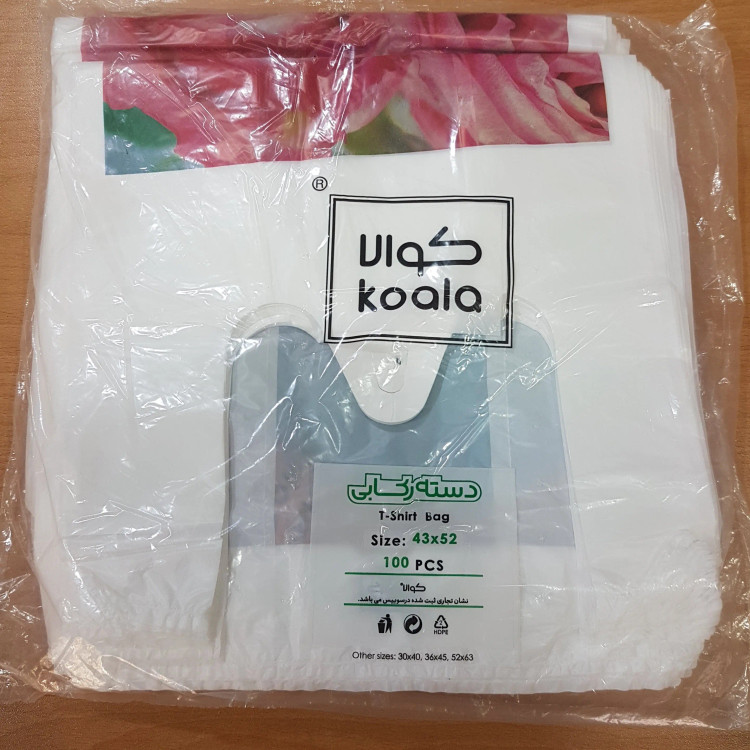 ®
کوالا
koala
دسته رکابی
T-Shirt Bag
Size: 43x52
100 PCS
کوالا®
نشان تجاری ثبت شده در سوییس می باشد.
HDPE
Other sizes: 30x40, 36x45, 52x63